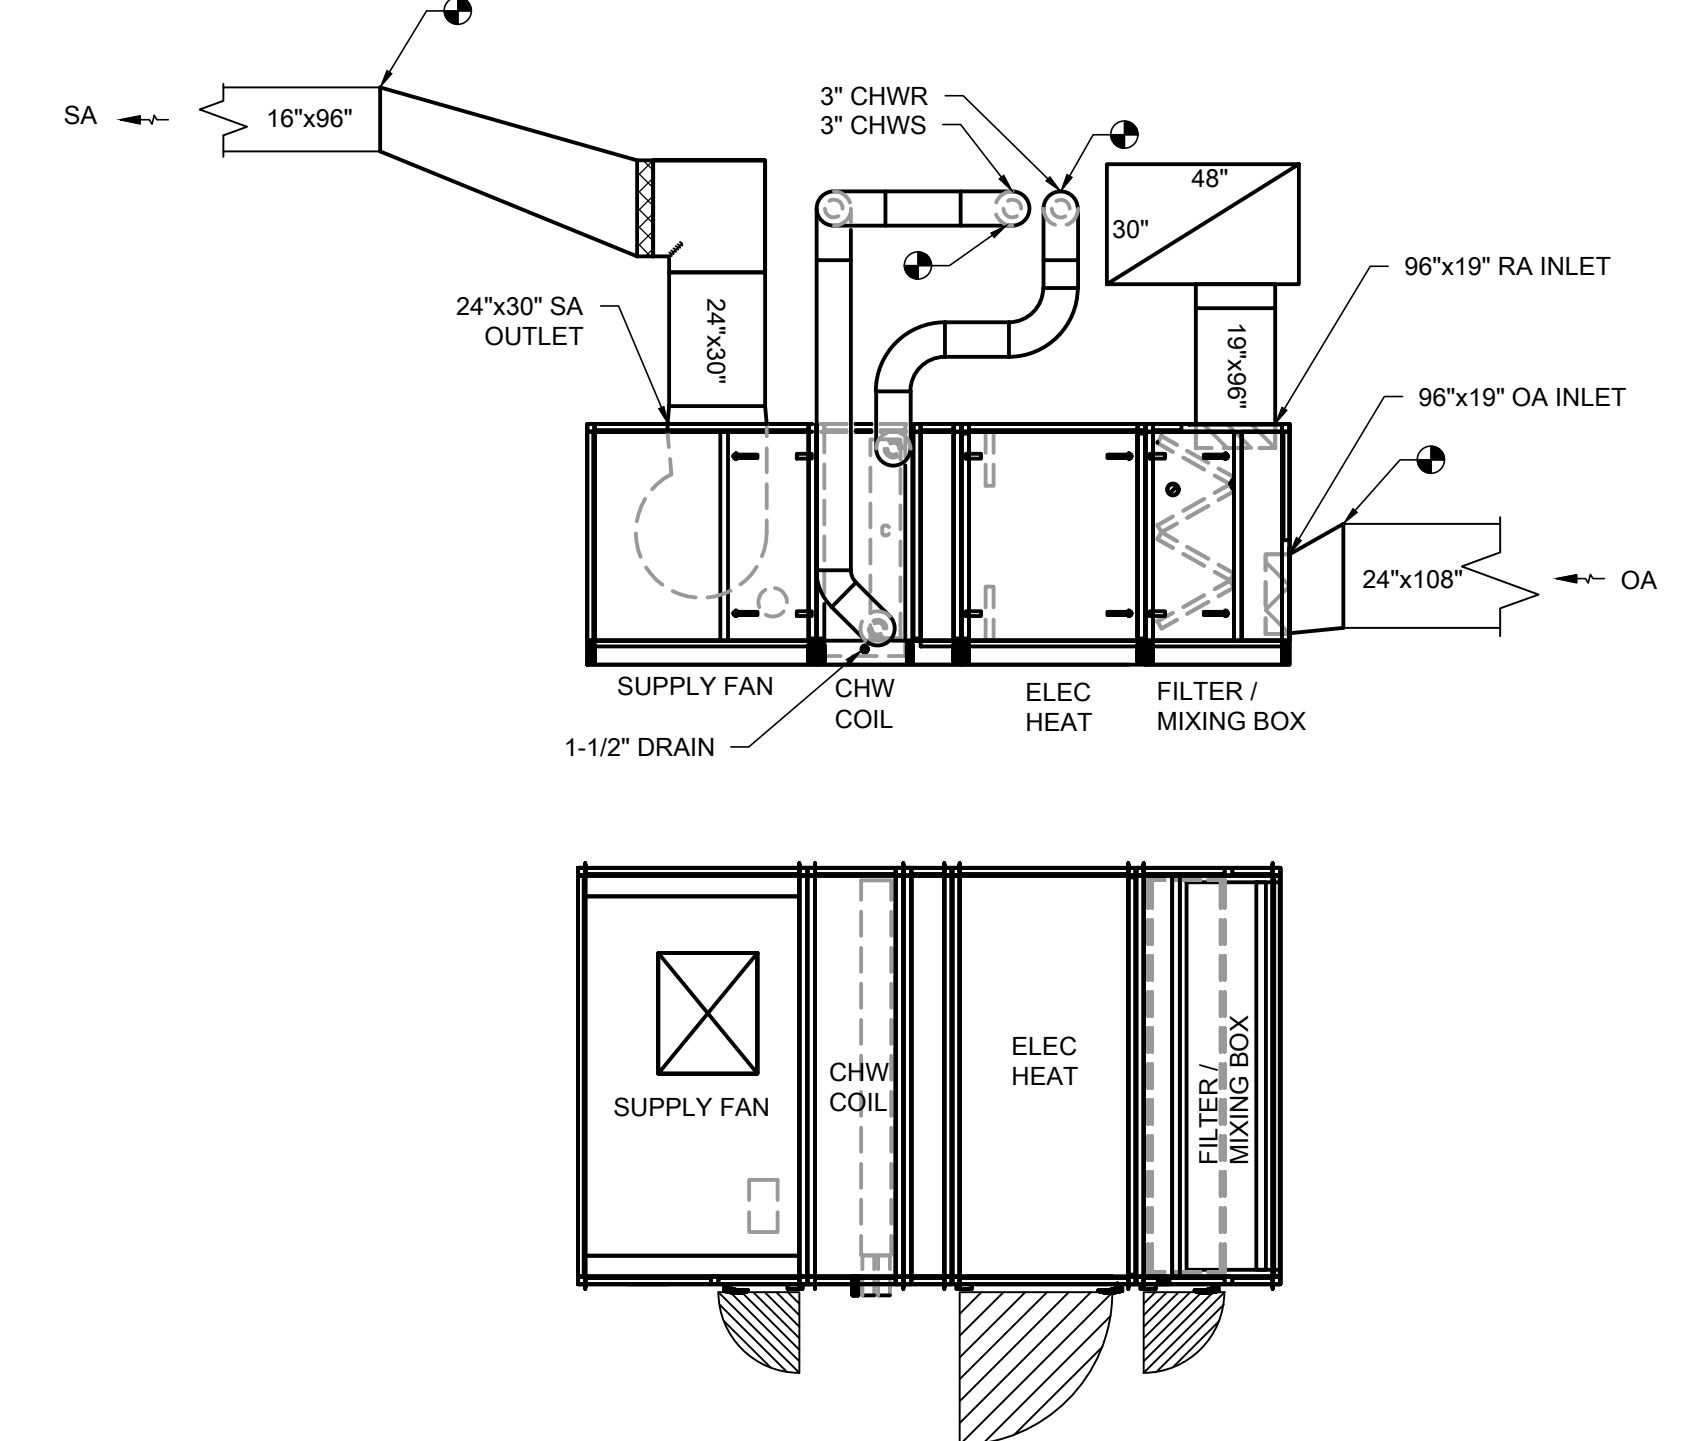 SA
16"x96"
3" CHWR
3" CHWS
48"
30"
96"x19" RA INLET
24"x30" SA
OUTLET
24"x30"
19"x96"
96"x19" OA INLET
24"x108"
OA
C
SUPPLY FAN
CHW
COIL
ELEC
HEAT
FILTER /
MIXING BOX
1-1/2" DRAIN
SUPPLY FAN
CHW
COIL
ELEC
HEAT
FILTER /
MIXING BOX